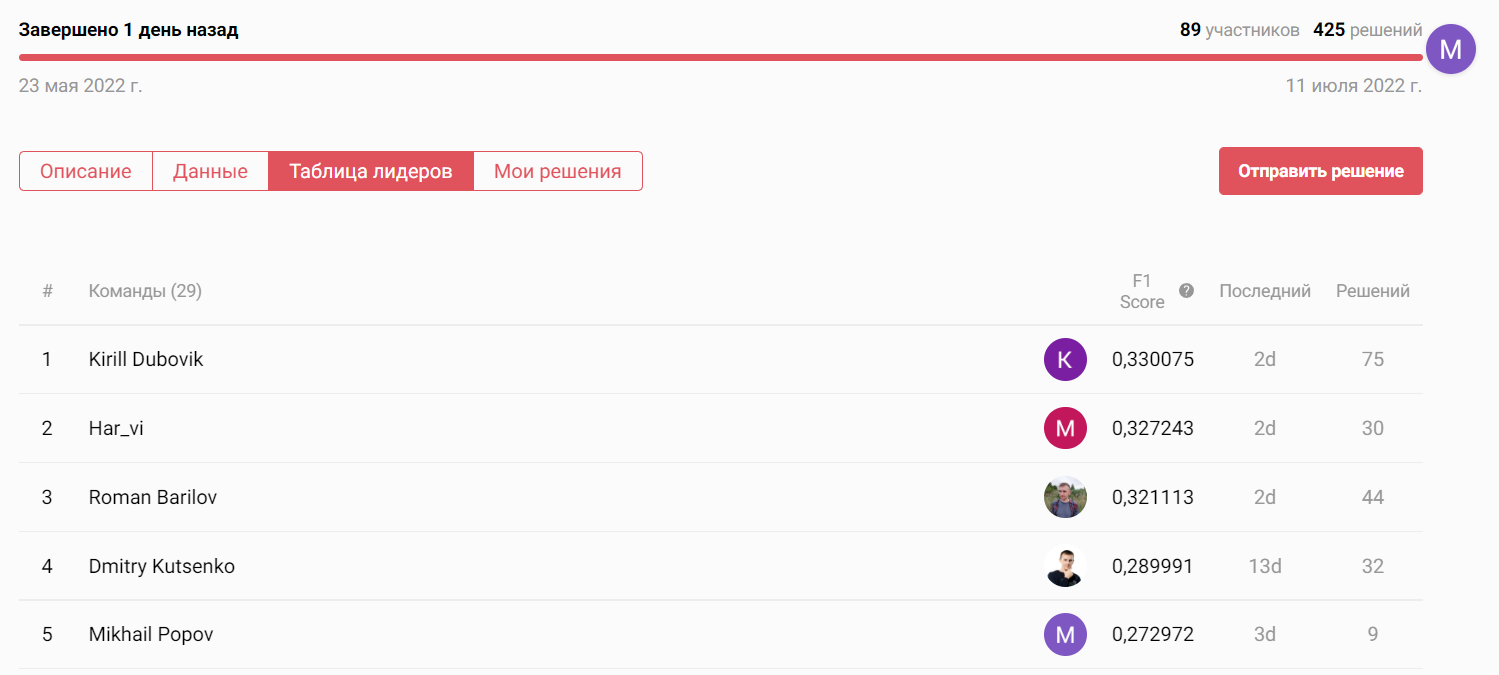 Завершено 1 день назад
89 участников 425 решений
M
23 мая 2022 г.
11 июля 2022 г.
Описание Данные Таблица лидеров Мои решения
Отправить решение
# Команды (29) F1 Score ? Последний Решений
1 Kirill Dubovik K 0,330075 2d 75
2 Har_vi M 0,327243 2d 30
3 Roman Barilov 0,321113 2d 44
4 Dmitry Kutsenko 0,289991 13d 32
5 Mikhail Popov M 0,272972 3d 9